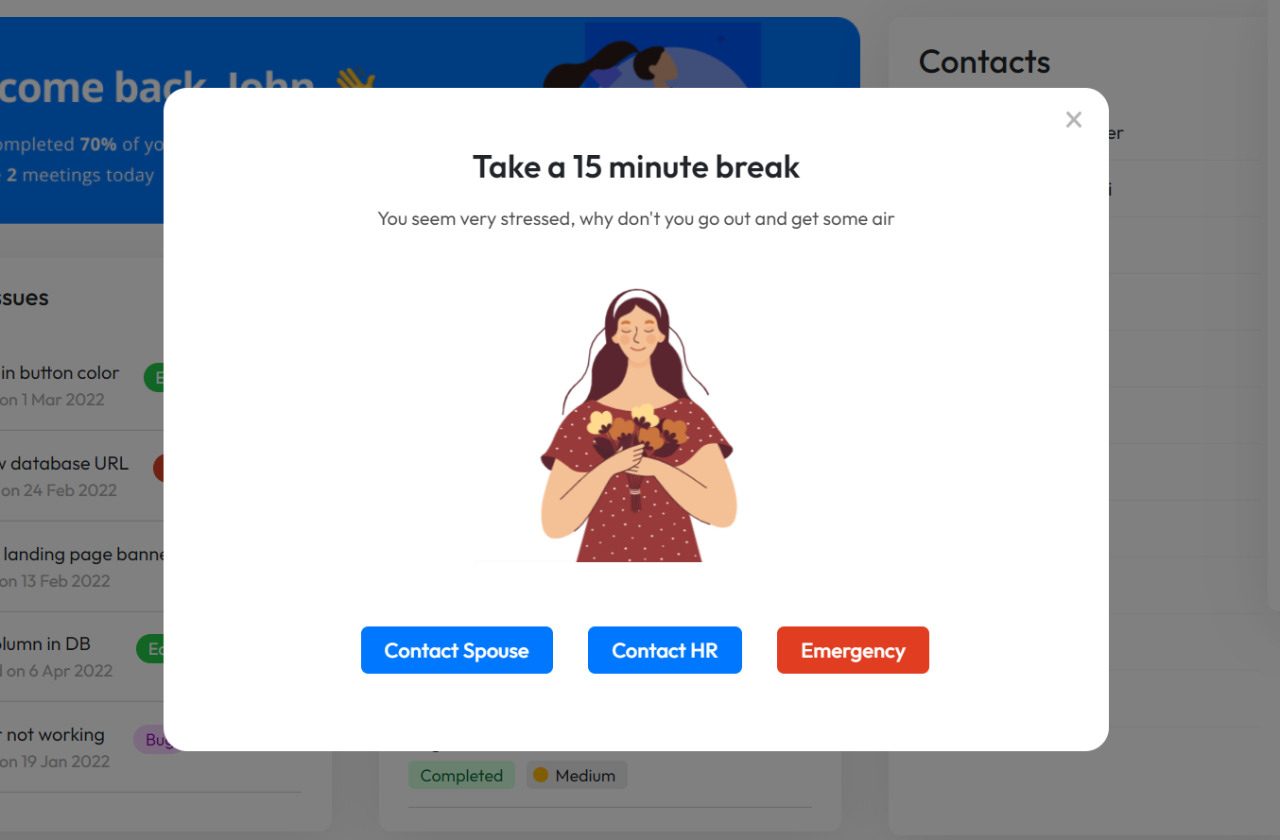 come back, John 👋
Contacts
completed 70% of yo
2 meetings today
Take a 15 minute break
You seem very stressed, why don't you go out and get some air
ssues
in button color
on 1 Mar 2022
database URL
on 24 Feb 2022
landing page banne
on 13 Feb 2022
olumn in DB
on 6 Apr 2022
not working
Bug
on 19 Jan 2022
Contact Spouse
Contact HR
Emergency
Completed
Medium